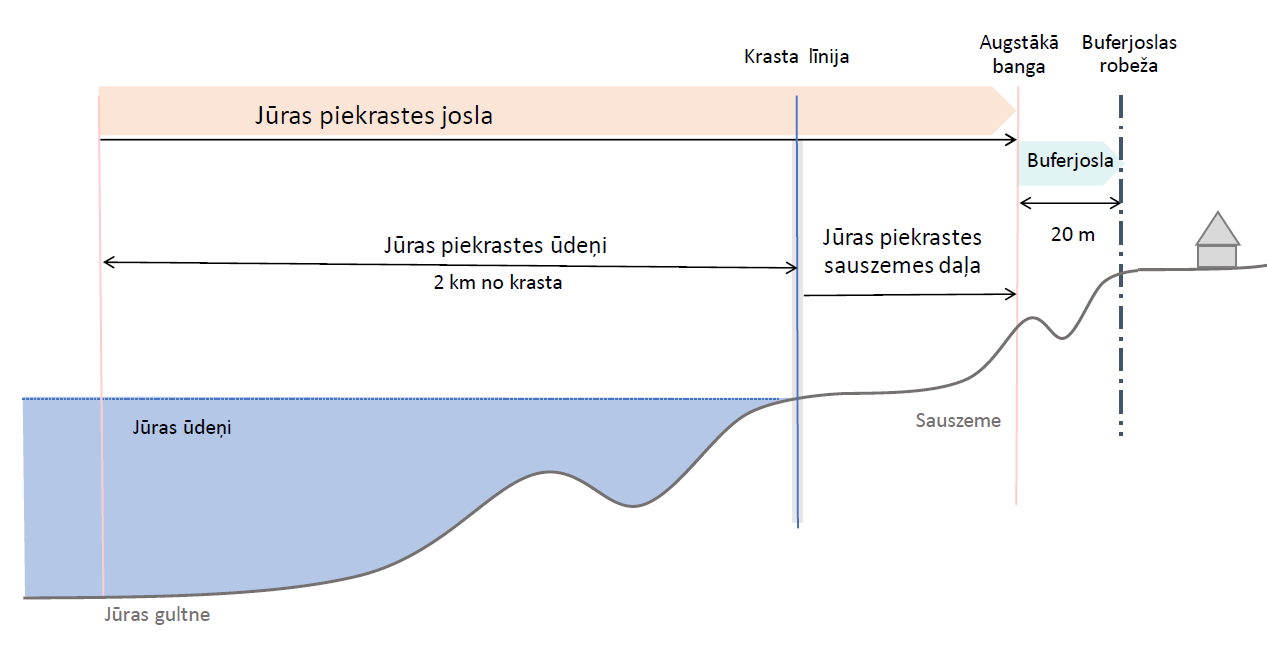 Krasta līnija
Augstākā
banga
Buferjoslas
robeža
Jūras piekrastes josla
Buferjosla
20 m
Jūras piekrastes ūdeņi
2 km no krasta
Jūras piekrastes
sauszemes daļa
Jūras ūdeņi
Sauszeme
Jūras gultne